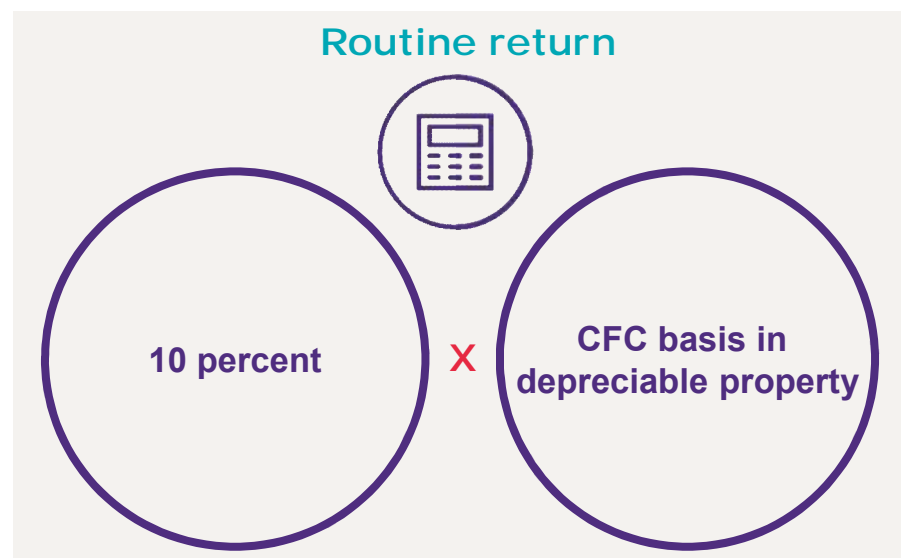 Routine return
10 percent
x
CFC basis in
depreciable property